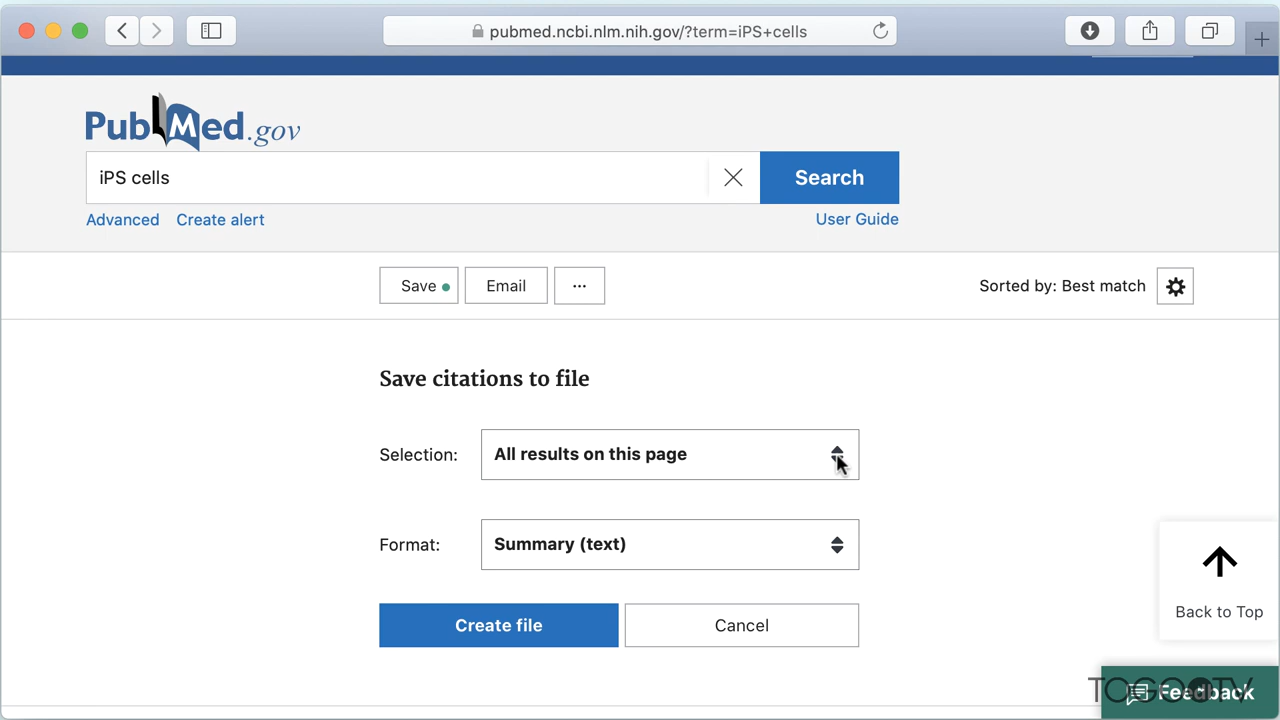 pubmed.ncbi.nlm.nih.gov/?term=iPS+cells
PubMed.gov
iPS cells
Search
Advanced Create alert User Guide
Save Email ... Sorted by: Best match
Save citations to file
Selection: All results on this page
Format: Summary (text)
Create file Cancel
Back to Top
Feedback
TOGOTV